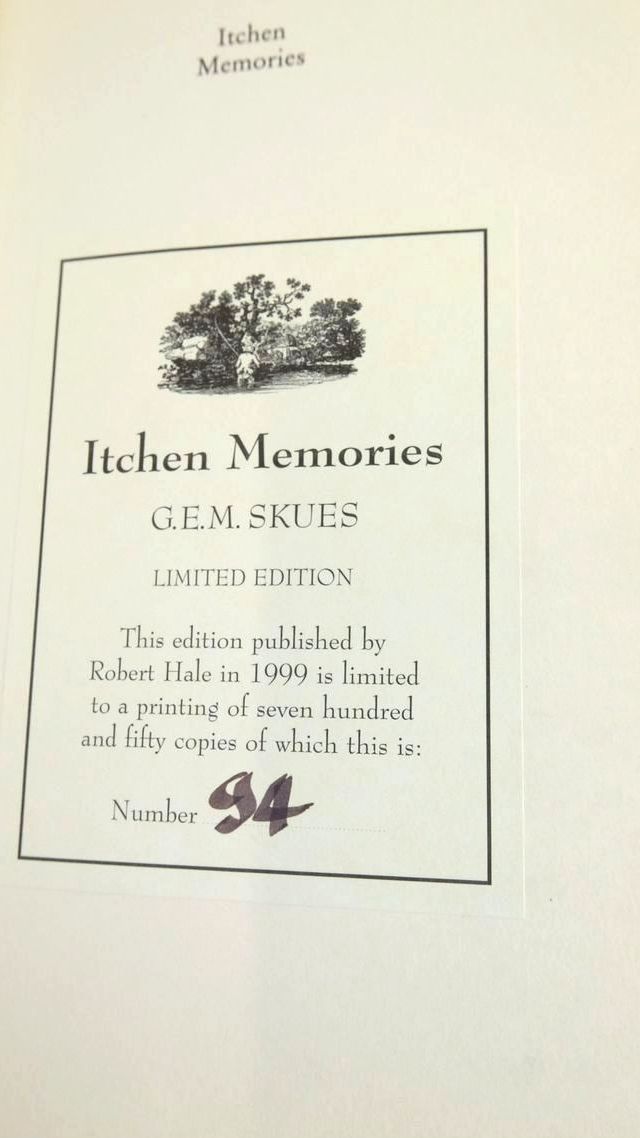 Itchen
Memories
Itchen Memories
G.E.M. SKUES
LIMITED EDITION
This edition published by
Robert Hale in 1999 is limited
to a printing of seven hundred
and fifty copies of which this is:
Number 94